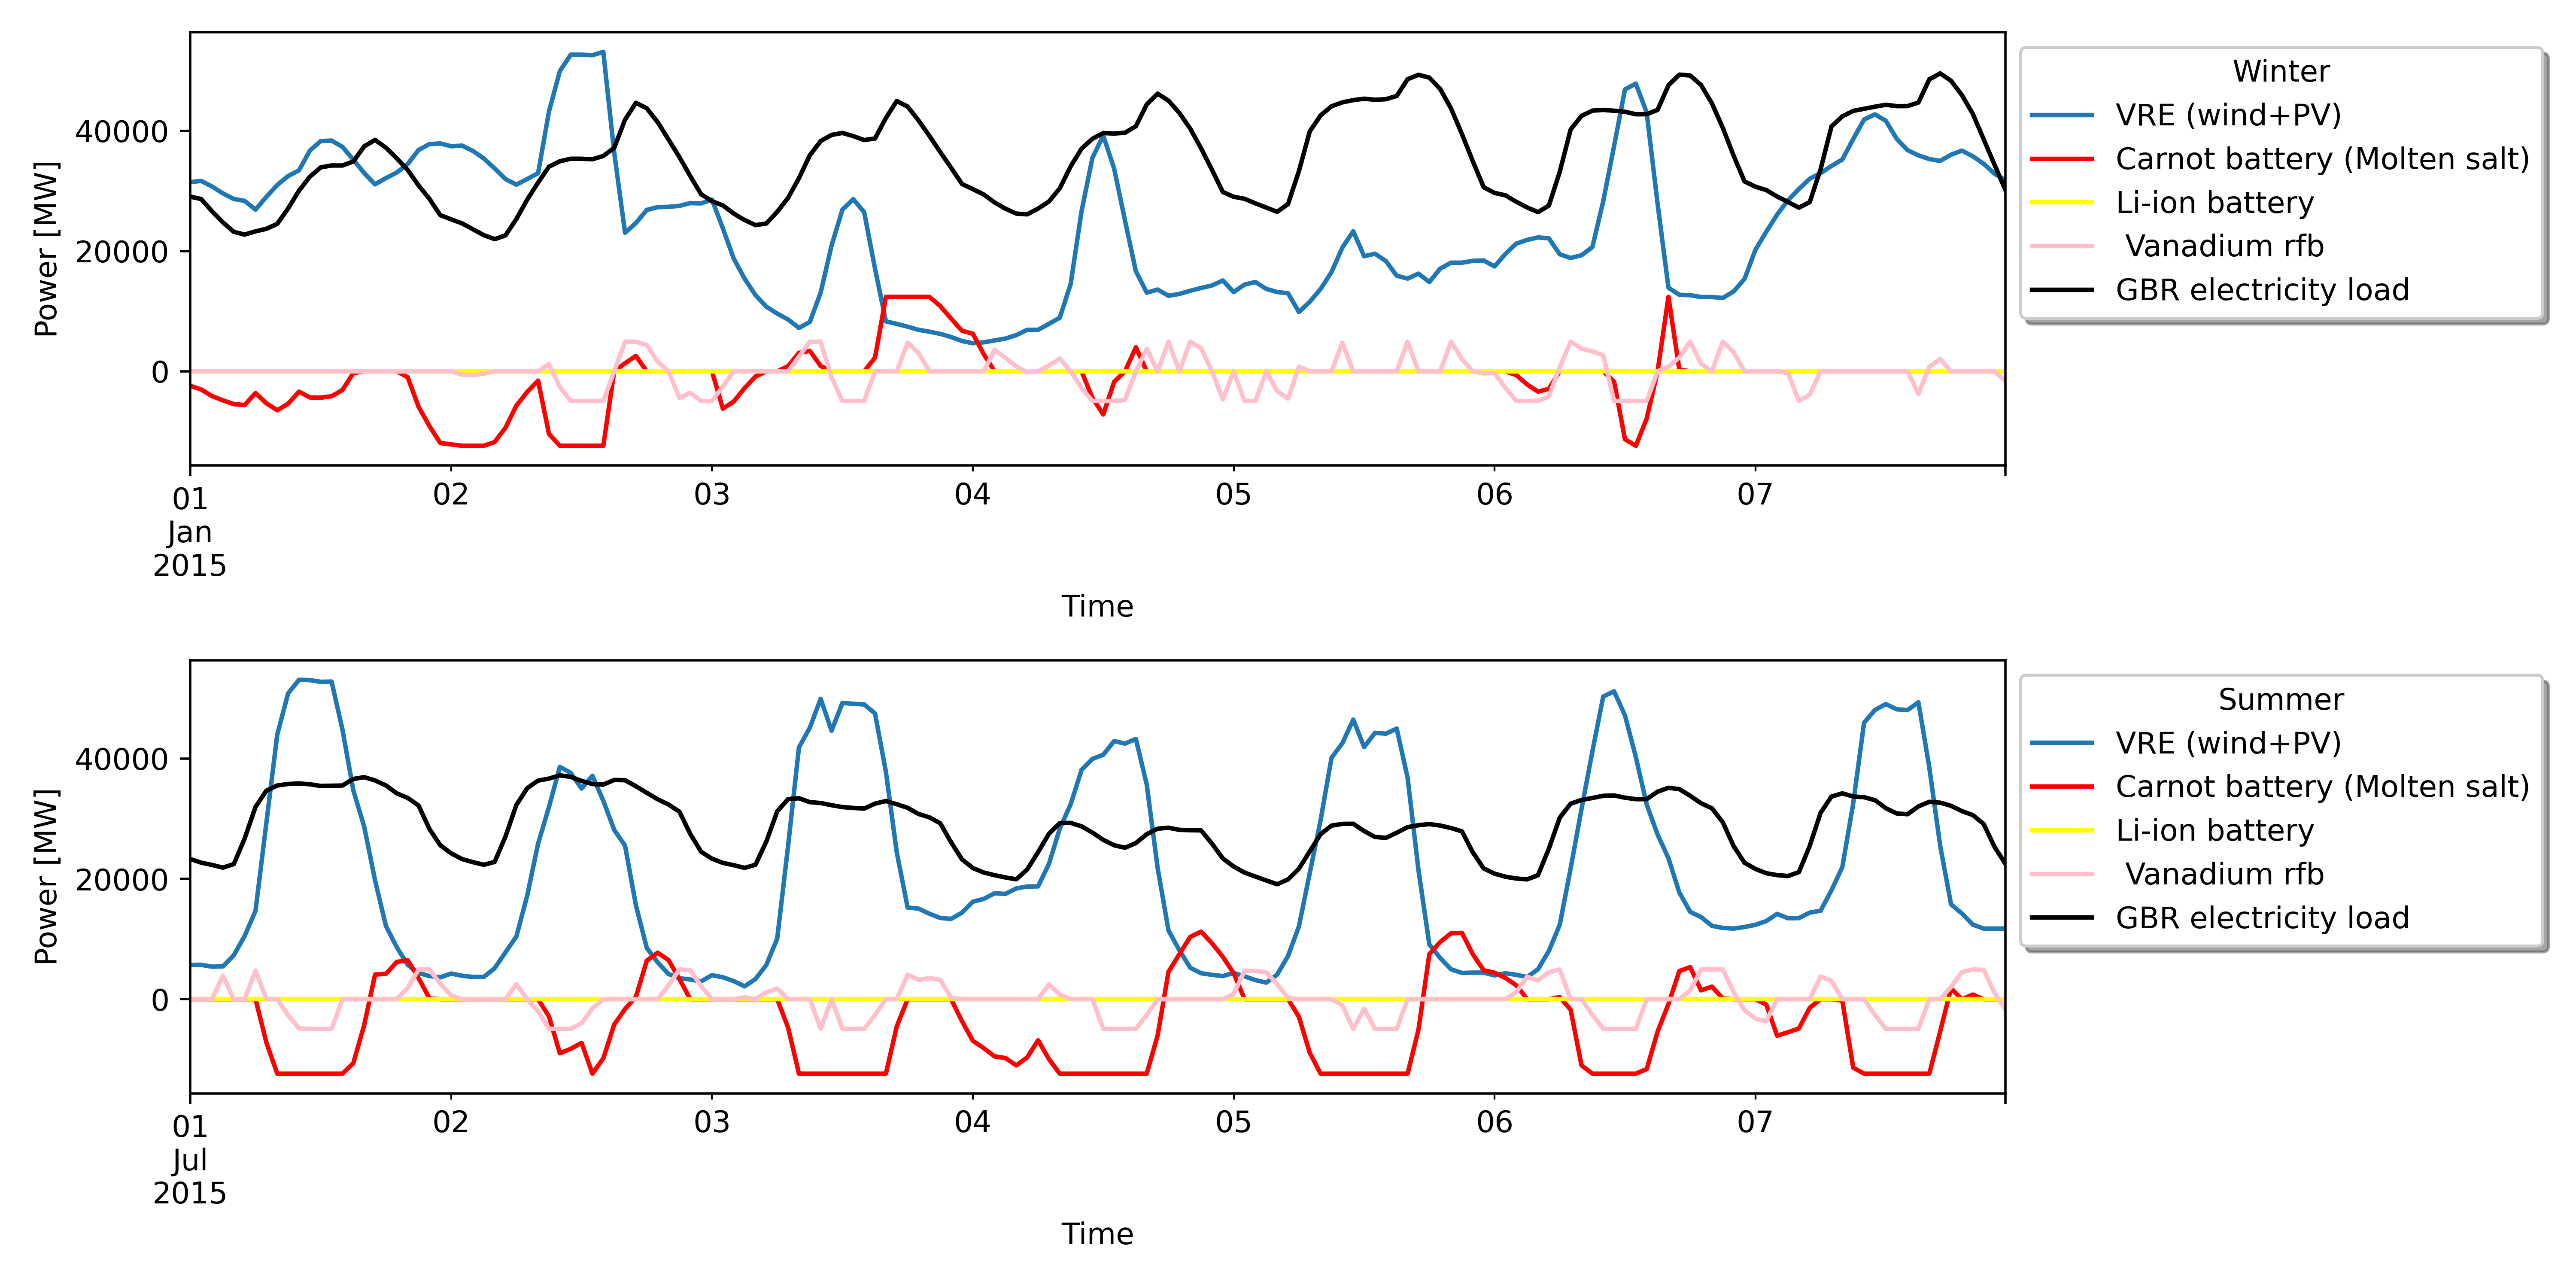 Winter
VRE (wind+PV)
Carnot battery (Molten salt)
Li-ion battery
Vanadium rfb
GBR electricity load
Power [MW]
40000
20000
0
01 02 03 04 05 06 07
Jan
2015
Time
Summer
VRE (wind+PV)
Carnot battery (Molten salt)
Li-ion battery
Vanadium rfb
GBR electricity load
Power [MW]
40000
20000
0
01 02 03 04 05 06 07
Jul
2015
Time